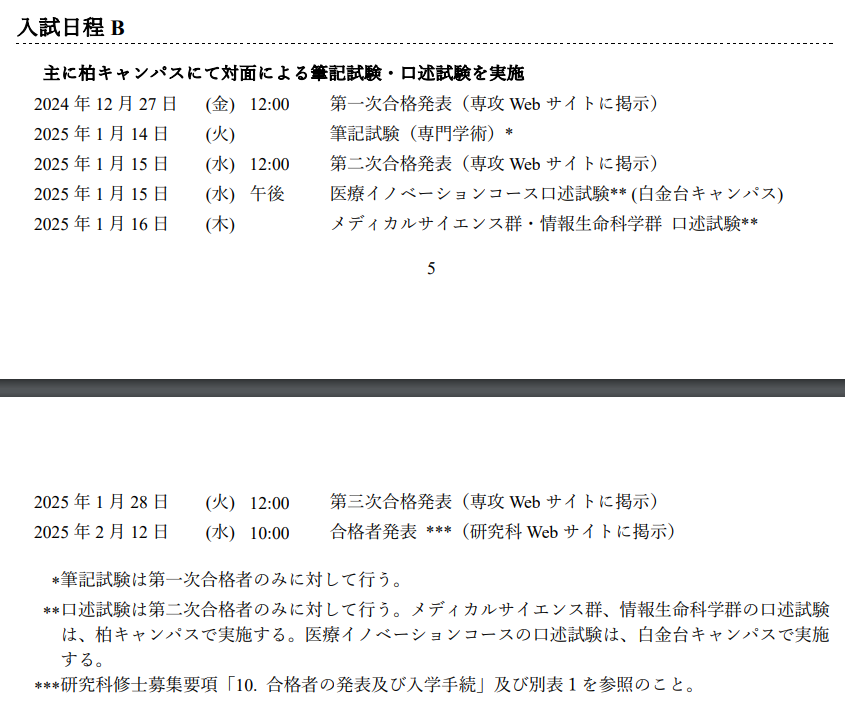 入試日程 B
主に柏キャンパスにて対面による筆記試験・口述試験を実施
2024 年 12 月 27 日 (金) 12:00 第一次合格発表（専攻 Web サイトに掲示）
2025 年 1 月 14 日 (火) 筆記試験（専門学術）*
2025 年 1 月 15 日 (水) 12:00 第二次合格発表（専攻 Web サイトに掲示）
2025 年 1 月 15 日 (水) 午後 医療イノベーションコース口述試験** (白金台キャンパス)
2025 年 1 月 16 日 (木) メディカルサイエンス群・情報生命科学群 口述試験**
5
2025 年 1 月 28 日 (火) 12:00 第三次合格発表（専攻 Web サイトに掲示）
2025 年 2 月 12 日 (水) 10:00 合格者発表 ***（研究科 Web サイトに掲示）
*筆記試験は第一次合格者のみに対して行う。
**口述試験は第二次合格者のみに対して行う。メディカルサイエンス群、情報生命科学群の口述試験
は、柏キャンパスで実施する。医療イノベーションコースの口述試験は、白金台キャンパスで実施
する。
***研究科修士募集要項「10. 合格者の発表及び入学手続」及び別表 1 を参照のこと。